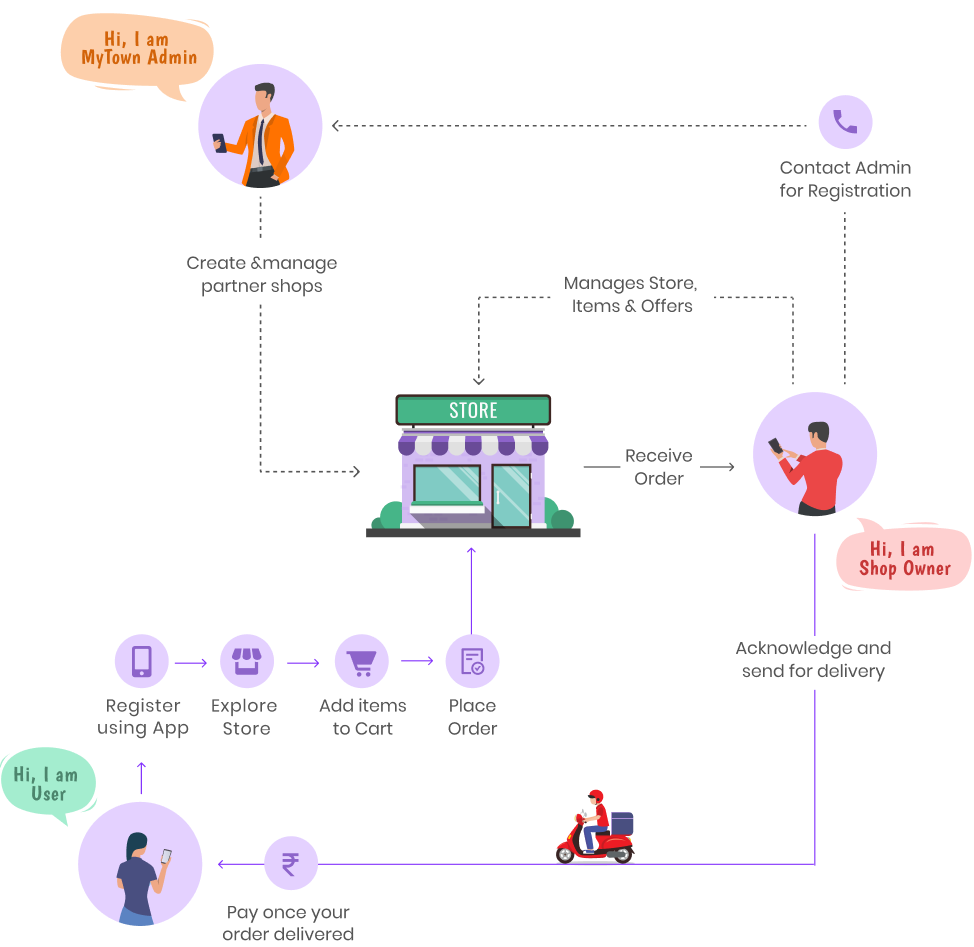 Hi, I am
MyTown Admin
Contact Admin
for Registration
Create &manage
partner shops
Manages Store,
Items & Offers
STORE
Receive
Order
Hi, I am
Shop Owner
Acknowledge and
send for delivery
Register
using App
Explore
Store
Add items
to Cart
Place
Order
Hi, I am
User
₹
Pay once your
order delivered